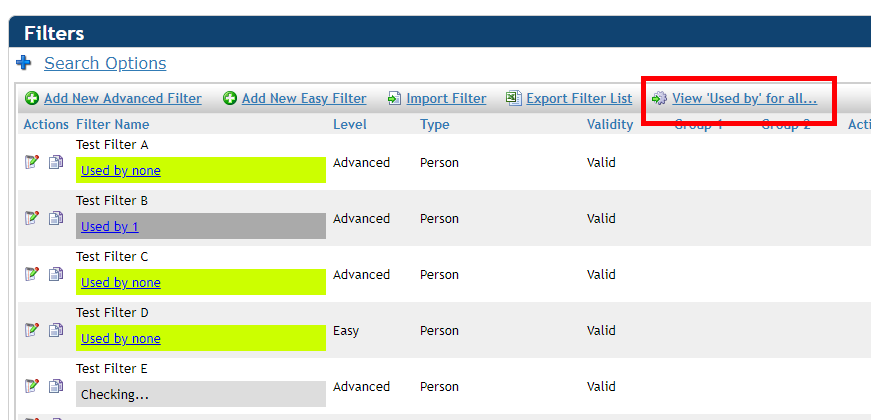 Filters
Search Options
Add New Advanced Filter Add New Easy Filter Import Filter Export Filter List View 'Used by' for all...
Actions Filter Name Level Type Validity Group 1 Group 2 Acti
Test Filter A
Used by none Advanced Person Valid
Test Filter B
Used by 1 Advanced Person Valid
Test Filter C
Used by none Advanced Person Valid
Test Filter D
Used by none Easy Person Valid
Test Filter E
Checking... Advanced Person Valid